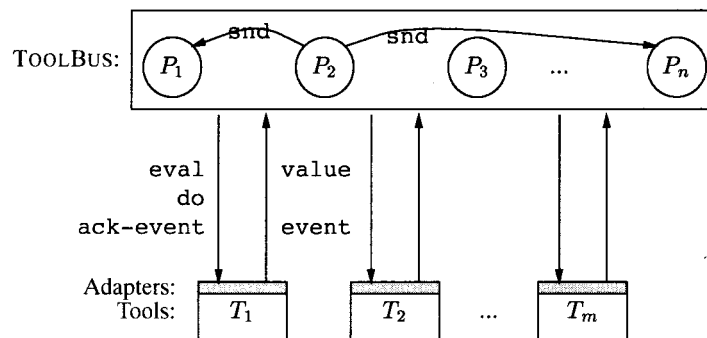 snd snd
TOOLBUS: P1 P2 P3 ... Pn
eval value
do
ack-event event
Adapters:
Tools: T1 T2 ... Tm